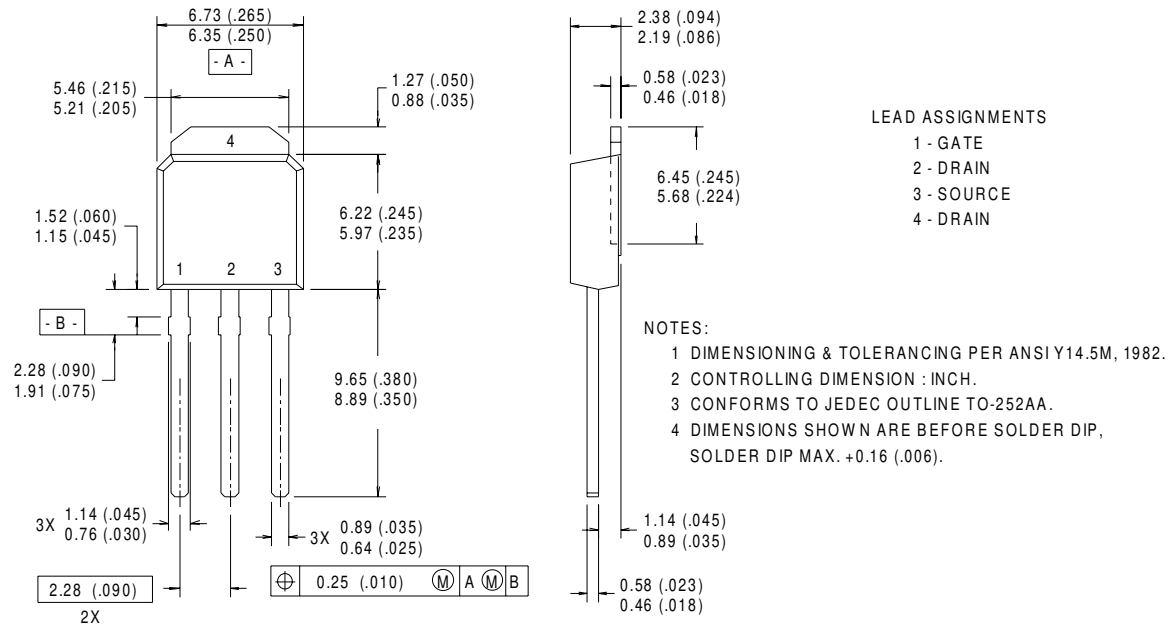 6.73 (.265)
6.35 (.250)
- A -
5.46 (.215)
5.21 (.205)
1.27 (.050)
0.88 (.035)
4
1.52 (.060)
1.15 (.045)
6.22 (.245)
5.97 (.235)
1 2 3
- B -
2.28 (.090)
1.91 (.075)
9.65 (.380)
8.89 (.350)
3X 1.14 (.045)
0.76 (.030)
3X 0.89 (.035)
0.64 (.025)
2.28 (.090)
2X
0.25 (.010) M A M B
2.38 (.094)
2.19 (.086)
0.58 (.023)
0.46 (.018)
6.45 (.245)
5.68 (.224)
1.14 (.045)
0.89 (.035)
0.58 (.023)
0.46 (.018)
LEAD ASSIGNMENTS
1 - GATE
2 - DRAIN
3 - SOURCE
4 - DRAIN
NOTES:
1 DIMENSIONING & TOLERANCING PER ANSI Y14.5M, 1982.
2 CONTROLLING DIMENSION : INCH.
3 CONFORMS TO JEDEC OUTLINE TO-252AA.
4 DIMENSIONS SHOWN ARE BEFORE SOLDER DIP,
SOLDER DIP MAX. +0.16 (.006).